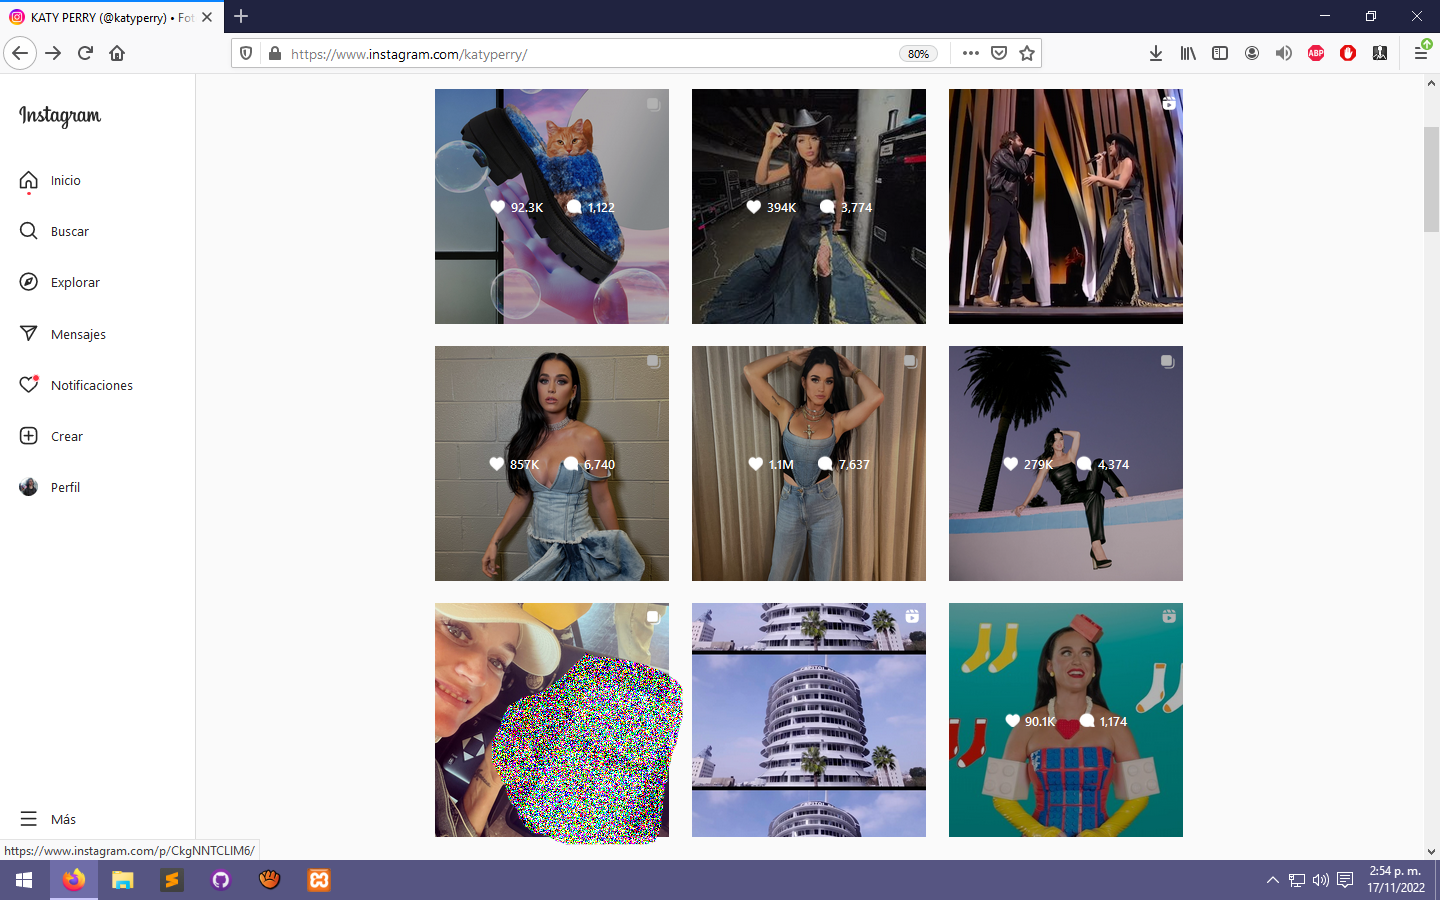 KATY PERRY (@katyperry) • Fot
https://www.instagram.com/katyperry/
80%
ABP
Instagram
Inicio
Buscar
Explorar
Mensajes
Notificaciones
Crear
Perfil
Más
92.3K 1,122
394K 3,774
857K 6,740
1.1M 7,637
279K 4,374
90.1K 1,174
https://www.instagram.com/p/CkgNNTCLIM6/
2:54 p. m.
17/11/2022